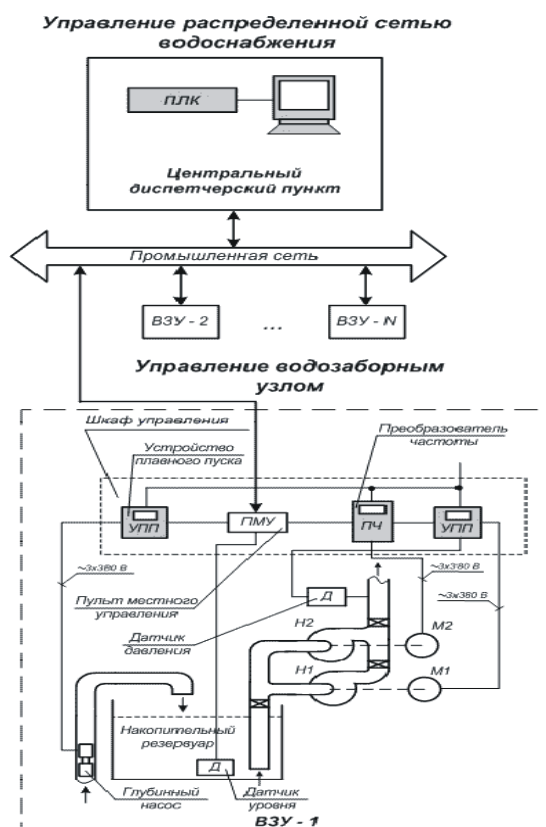 Управление распределенной сетью
водоснабжения
ПЛК
Центральный
диспетчерский пункт
Промышленная сеть
ВЗУ - 2
...
ВЗУ - N
Управление водозаборным
узлом
Шкаф управления
Устройство
плавного пуска
Преобразователь
частоты
УПП
ПМУ
ПЧ
УПП
~3х380 В
~3х380 В
~3х380 В
Пульт местного
управления
Д
Датчик
давления
Н2
М2
Н1
М1
Накопительный
резервуар
Д
Глубинный
насос
Датчик
уровня
ВЗУ - 1